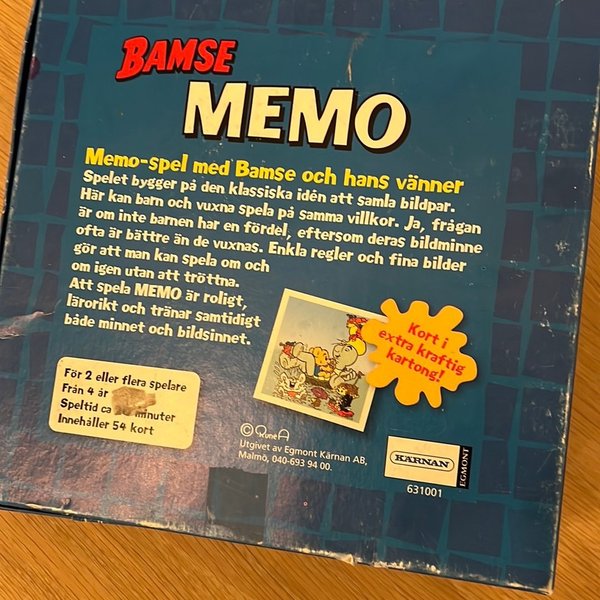 BAMSE
MEMO
Memo-spel med Bamse och hans vänner
Spelet bygger på den klassiska idén att samla bildpar.
Här kan barn och vuxna spela på samma villkor. Ja, frågan
är om inte barnen har en fördel, eftersom deras bildminne
ofta är bättre än de vuxnas. Enkla regler och fina bilder
gör att man kan spela om och
om igen utan att tröttna.
Att spela MEMO är roligt,
lärorikt och tränar samtidigt
både minnet och bildsinnet.
Kort i
extra kraftig
kartong!
För 2 eller flera spelare
Från 4 år
Speltid ca minuter
Innehåller 54 kort
© Rune A
Utgivet av Egmont Kärnan AB,
Malmö, 040-693 94 00.
KÄRNAN
EGMONT
631001